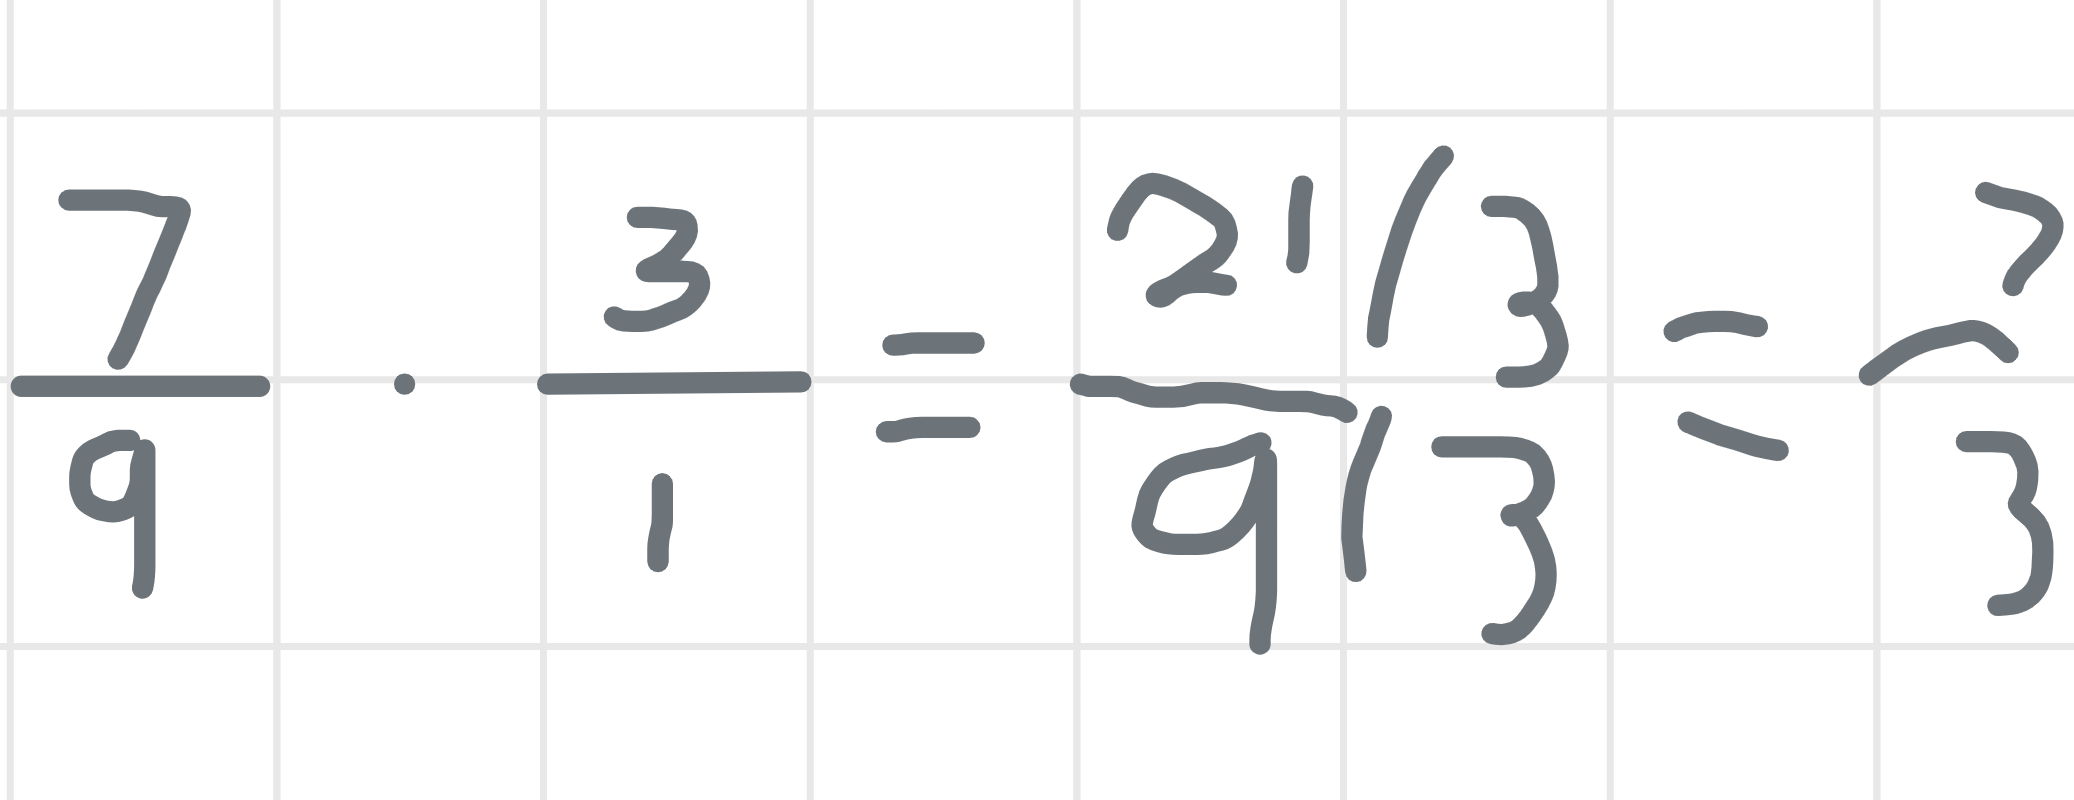 7/9 · 3/1 = 21/3 / 9/3 = 7/3